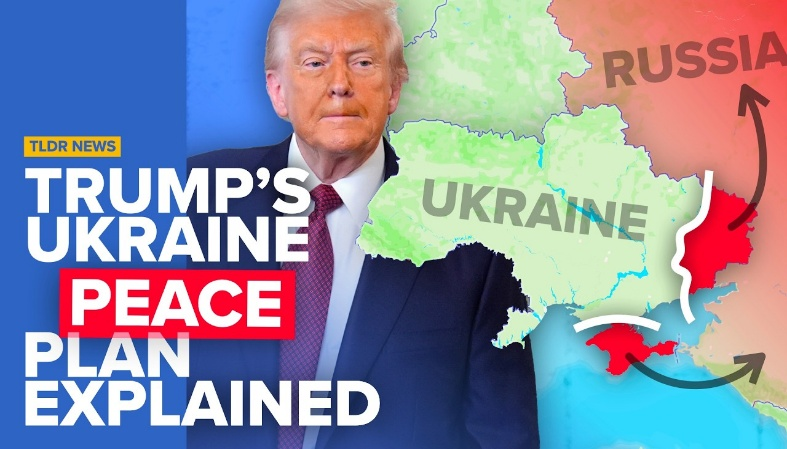 TLDR NEWS
TRUMP'S
UKRAINE
PEACE
PLAN
EXPLAINED
UKRAINE
RUSSIA